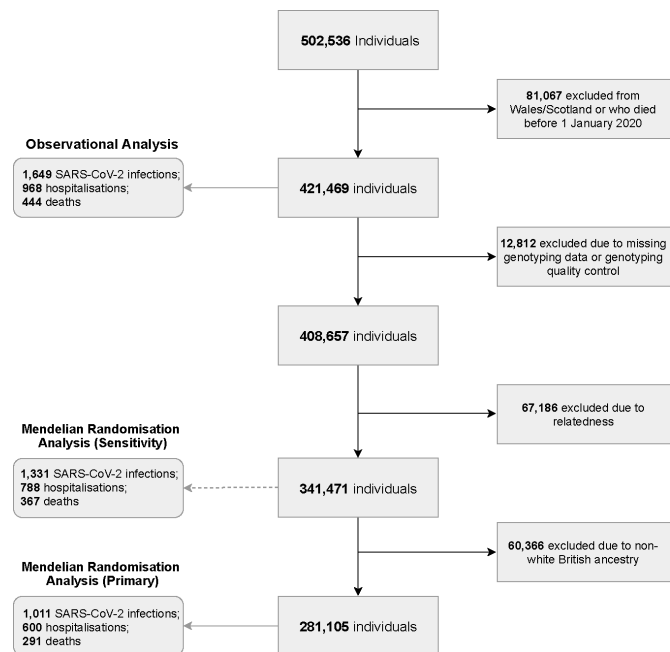 502,536 Individuals
81,067 excluded from
Wales/Scotland or who died
before 1 January 2020
Observational Analysis
1,649 SARS-CoV-2 infections;
968 hospitalisations;
444 deaths
421,469 individuals
12,812 excluded due to missing
genotyping data or genotyping
quality control
408,657 individuals
67,186 excluded due to
relatedness
Mendelian Randomisation
Analysis (Sensitivity)
1,331 SARS-CoV-2 infections;
788 hospitalisations;
367 deaths
341,471 individuals
60,366 excluded due to non-
white British ancestry
Mendelian Randomisation
Analysis (Primary)
1,011 SARS-CoV-2 infections;
600 hospitalisations;
291 deaths
281,105 individuals